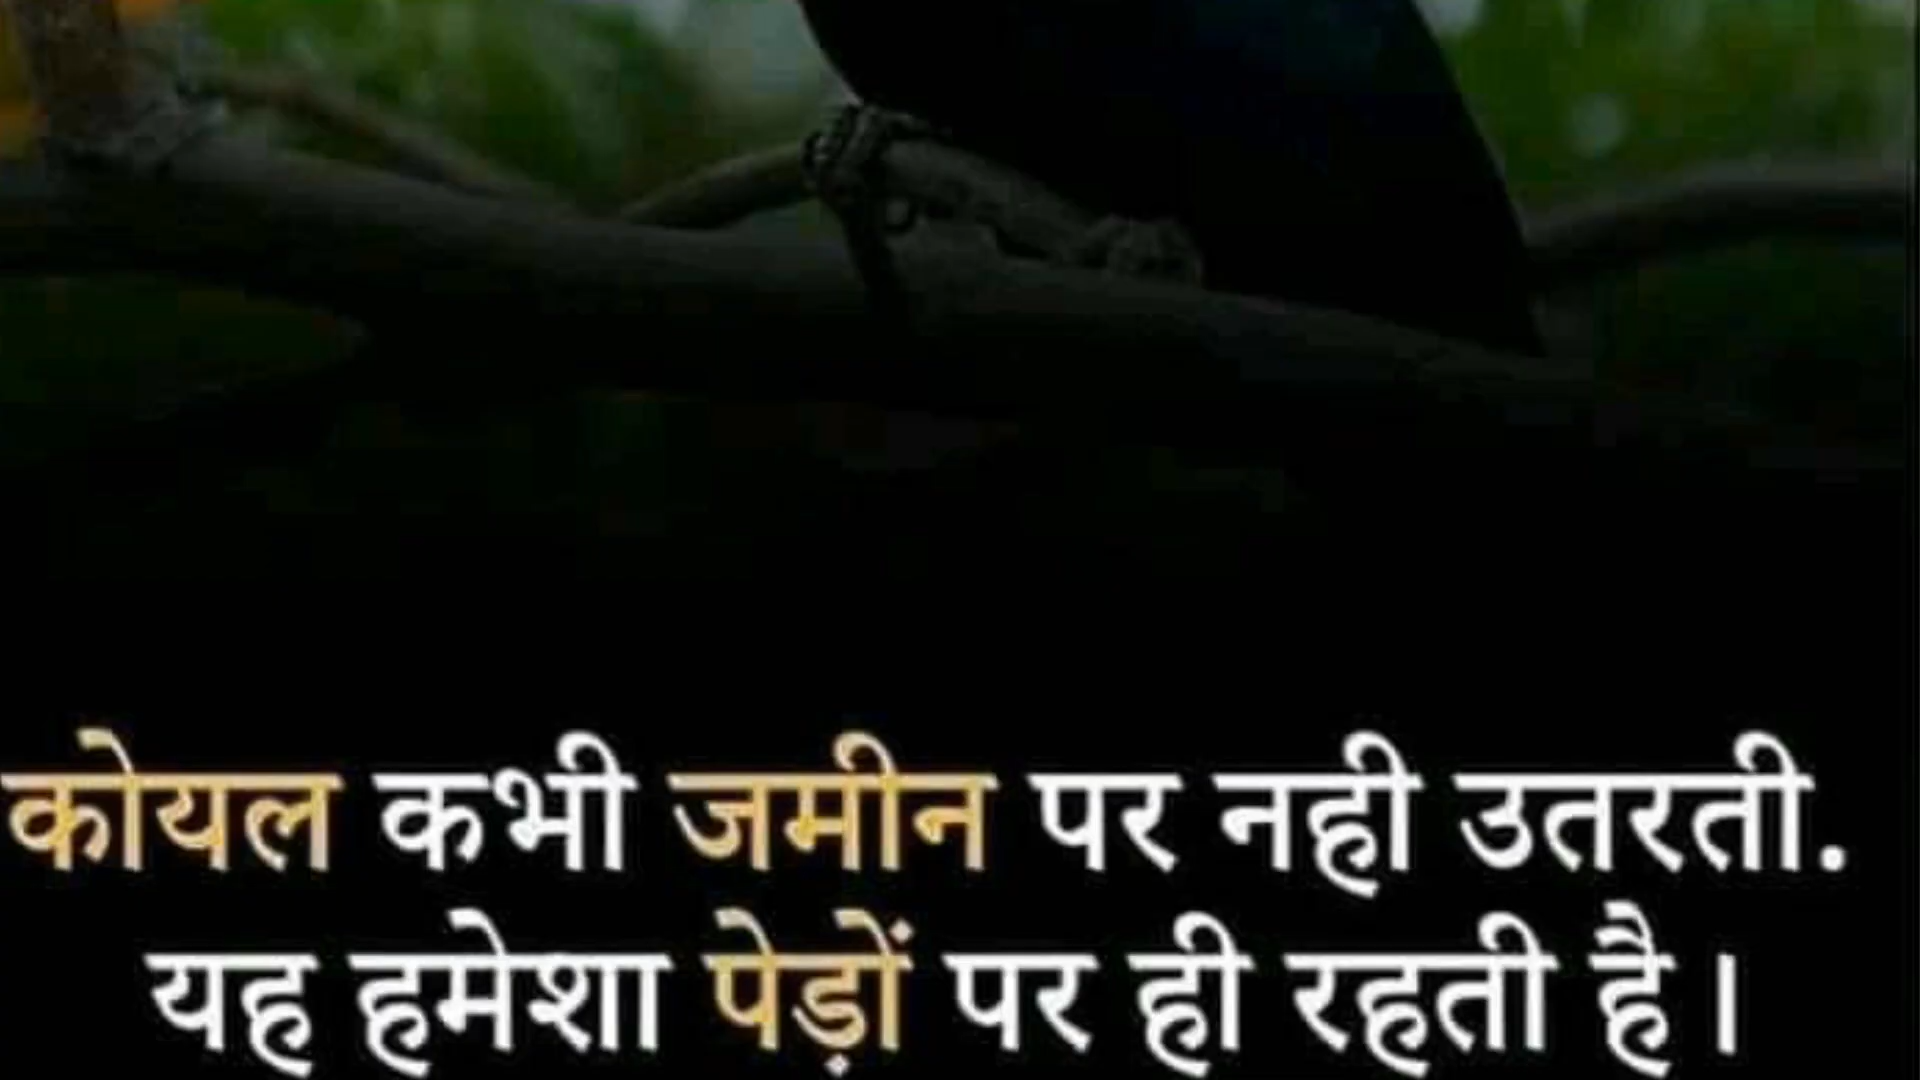 कोयल कभी जमीन पर नही उतरती.
यह हमेशा पेड़ों पर ही रहती है।